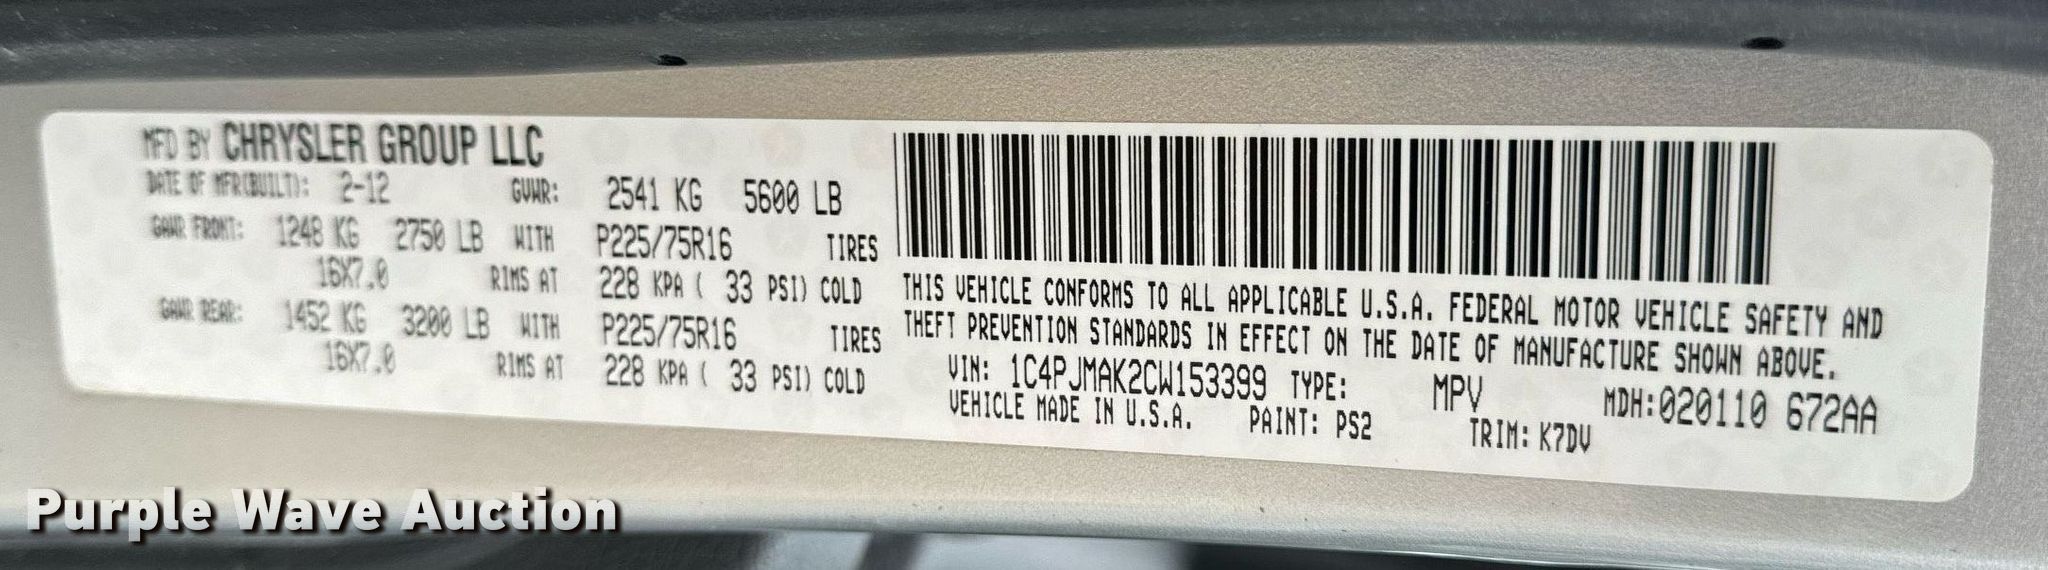 MFD BY CHRYSLER GROUP LLC
DATE OF MFR(BUILT): 2-12 GVWR: 2541 KG 5600 LB
GAWR FRONT: 1248 KG 2750 LB WITH P225/75R16 TIRES
16X7.0 RIMS AT 228 KPA ( 33 PSI) COLD
GAWR REAR: 1452 KG 3200 LB WITH P225/75R16 TIRES
16X7.0 RIMS AT 228 KPA ( 33 PSI) COLD
THIS VEHICLE CONFORMS TO ALL APPLICABLE U.S.A. FEDERAL MOTOR VEHICLE SAFETY AND
THEFT PREVENTION STANDARDS IN EFFECT ON THE DATE OF MANUFACTURE SHOWN ABOVE.
VIN: 1C4PJMAK2CW153399 TYPE: MPV MDH:020110 672AA
VEHICLE MADE IN U.S.A. PAINT: PS2 TRIM: K7DV
Purple Wave Auction